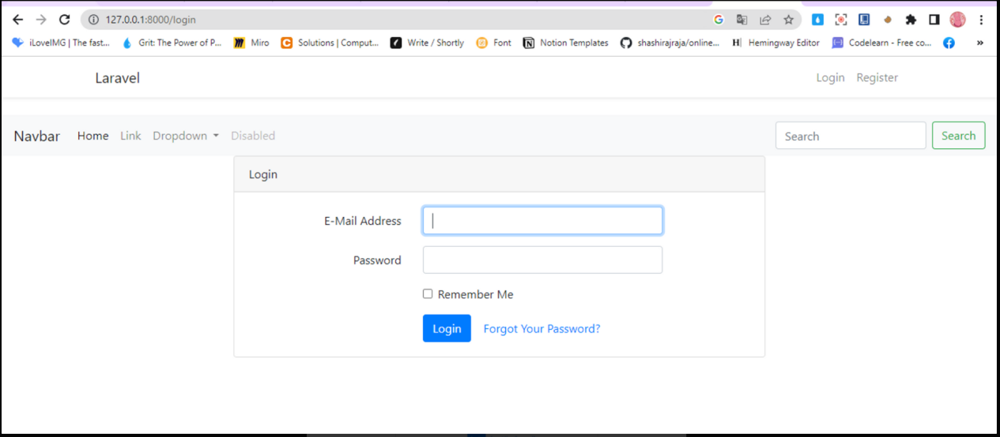 127.0.0.1:8000/login
iLoveIMG | The fast... Grit: The Power of P... Miro Solutions | Comput... Write / Shortly Font Notion Templates shashirajraja/online... Hemingway Editor Codelearn - Free co... »
Laravel Login Register
Navbar Home Link Dropdown Disabled Search Search
Login
E-Mail Address
Password
Remember Me
Login Forgot Your Password?